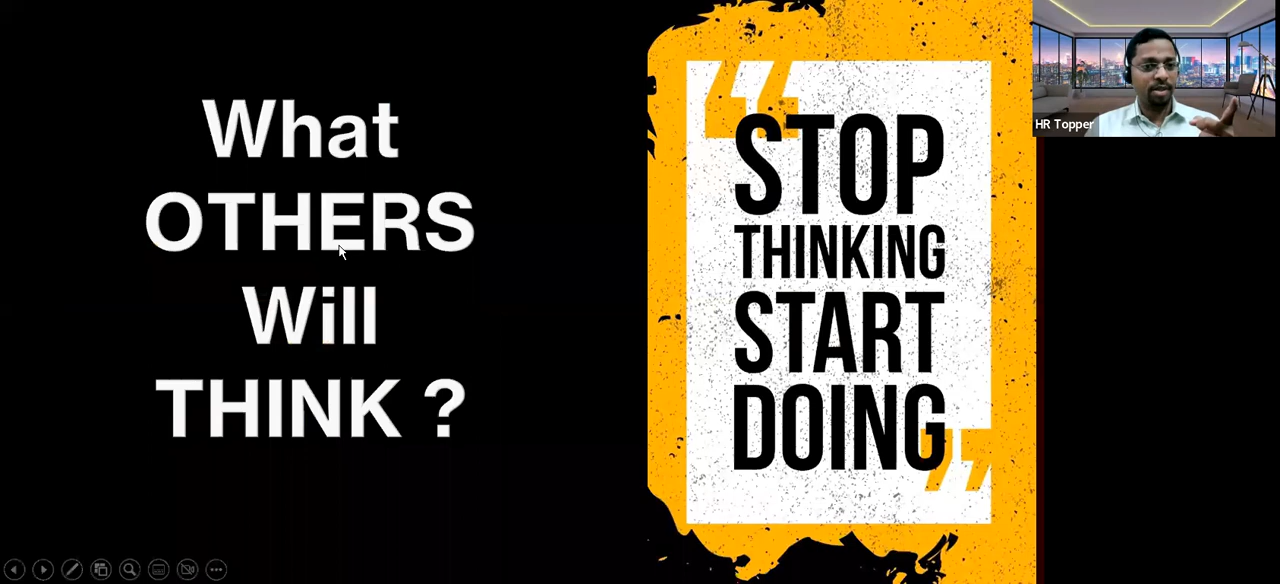 What
OTHERS
Will
THINK ?
“
STOP
THINKING
START
DOING
”
HR Topper